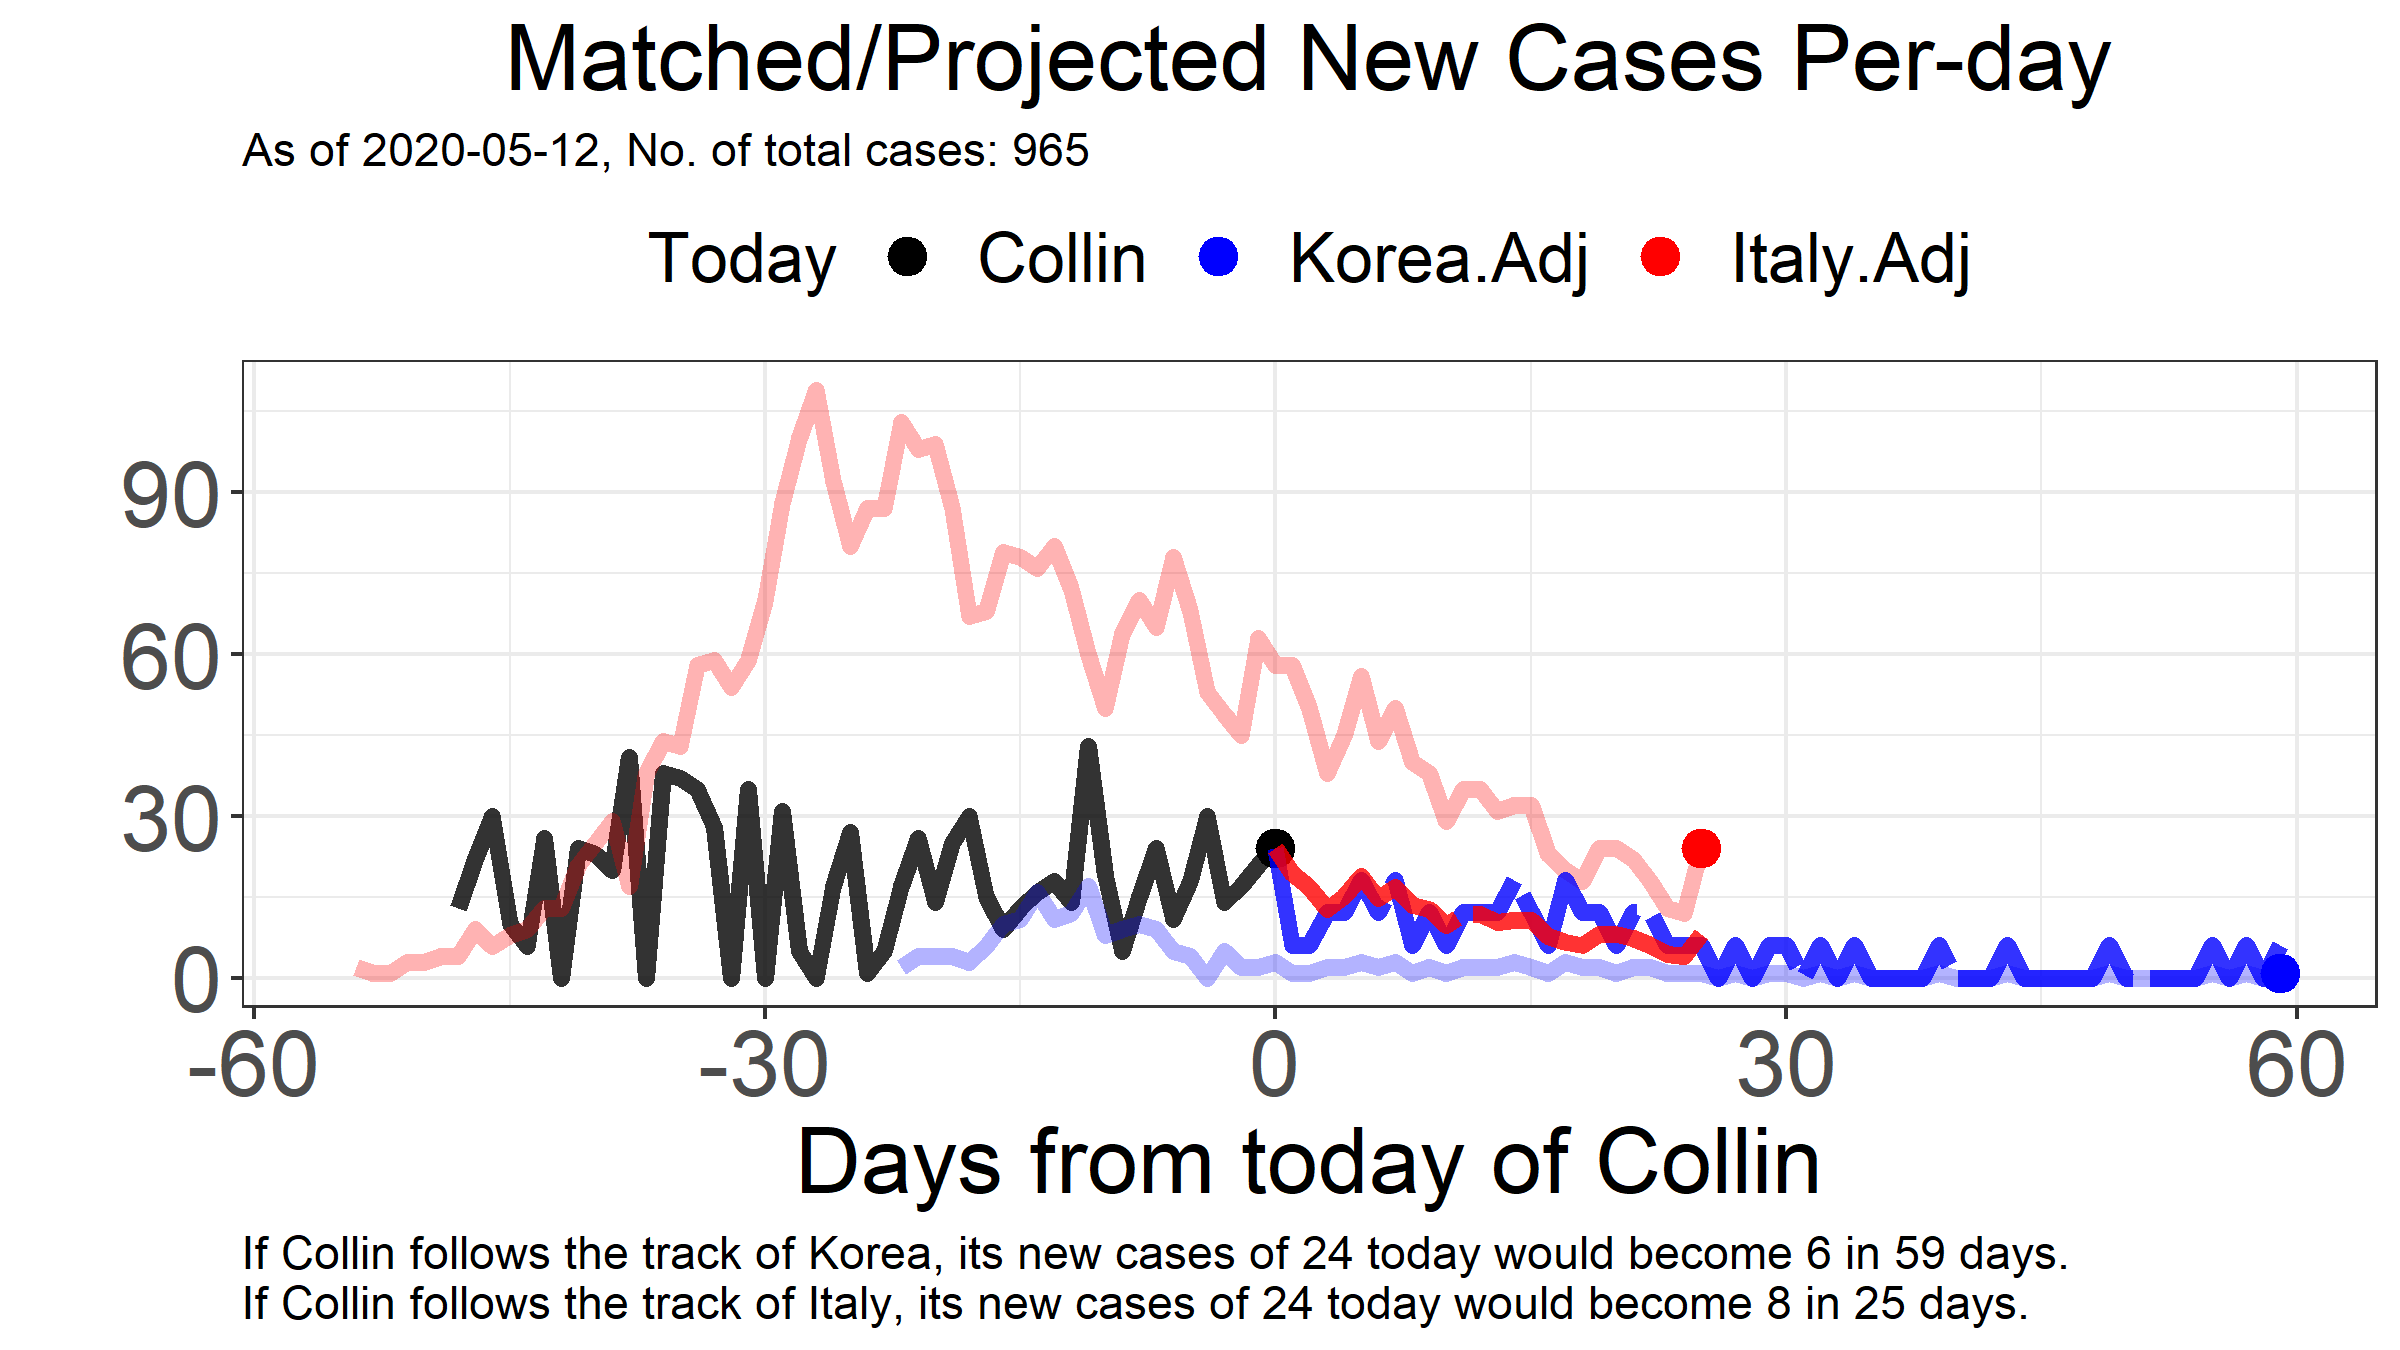 Matched/Projected New Cases Per-day
As of 2020-05-12, No. of total cases: 965
Today Collin Korea.Adj Italy.Adj
90
60
30
0
-60 -30 0 30 60
Days from today of Collin
If Collin follows the track of Korea, its new cases of 24 today would become 6 in 59 days.
If Collin follows the track of Italy, its new cases of 24 today would become 8 in 25 days.